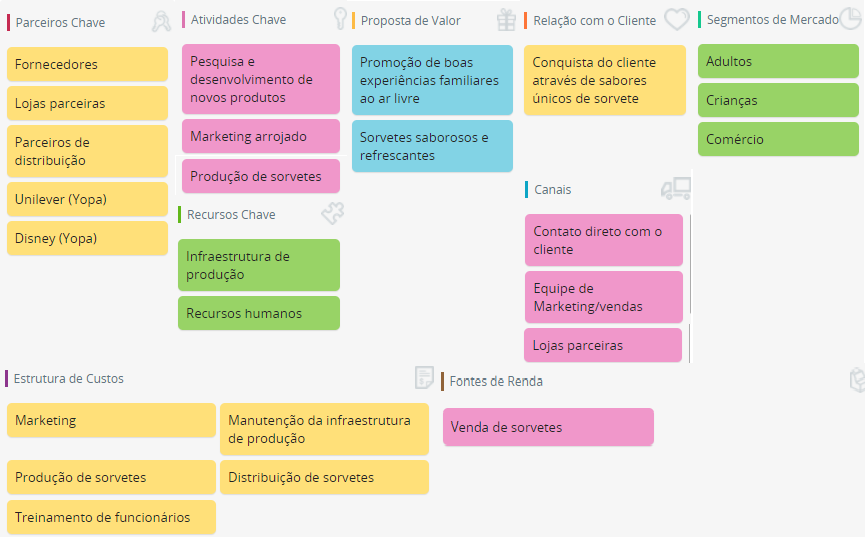 Parceiros Chave
Fornecedores
Lojas parceiras
Parceiros de
distribuição
Unilever (Yopa)
Disney (Yopa)
Atividades Chave
Pesquisa e
desenvolvimento de
novos produtos
Marketing arrojado
Produção de sorvetes
Recursos Chave
Infraestrutura de
produção
Recursos humanos
Proposta de Valor
Promoção de boas
experiências familiares
ao ar livre
Sorvetes saborosos e
refrescantes
Relação com o Cliente
Conquista do cliente
através de sabores
únicos de sorvete
Canais
Contato direto com o
cliente
Equipe de
Marketing/vendas
Lojas parceiras
Segmentos de Mercado
Adultos
Crianças
Comércio
Estrutura de Custos
Marketing
Manutenção da infraestrutura
de produção
Produção de sorvetes
Distribuição de sorvetes
Treinamento de funcionários
Fontes de Renda
Venda de sorvetes